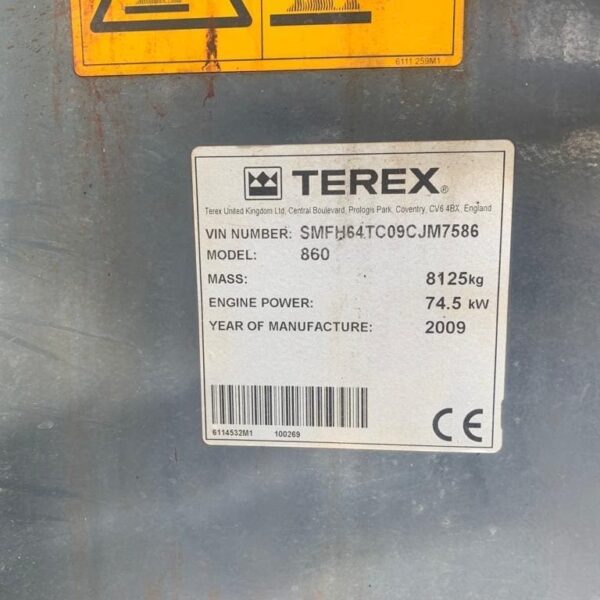 6111 259M1
TEREX®
Terex United Kingdom Ltd, Central Boulevard, Prologis Park, Coventry, CV6 4BX, England
VIN NUMBER: SMFH64TC09CJM7586
MODEL: 860
MASS: 8125kg
ENGINE POWER: 74.5 kW
YEAR OF MANUFACTURE: 2009
6114532M1 100269
CE